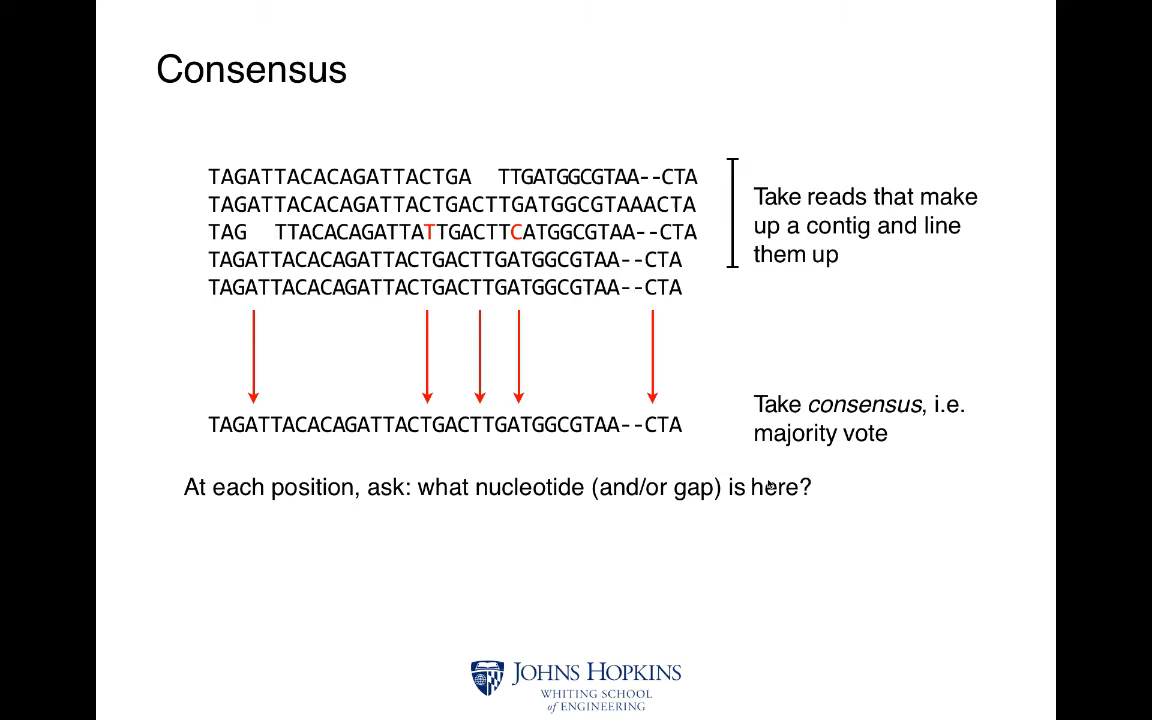 Consensus
TAGATTACACAGATTACTGA TTGATGGCGTAA--CTA
TAGATTACACAGATTACTGACTTGATGGCGTAAACTA
TAG TTACACAGATTATTGACTTCATGGCGTAA--CTA
TAGATTACACAGATTACTGACTTGATGGCGTAA--CTA
TAGATTACACAGATTACTGACTTGATGGCGTAA--CTA
Take reads that make
up a contig and line
them up
TAGATTACACAGATTACTGACTTGATGGCGTAA--CTA
Take consensus, i.e.
majority vote
At each position, ask: what nucleotide (and/or gap) is here?
JOHNS HOPKINS
WHITING SCHOOL
of ENGINEERING